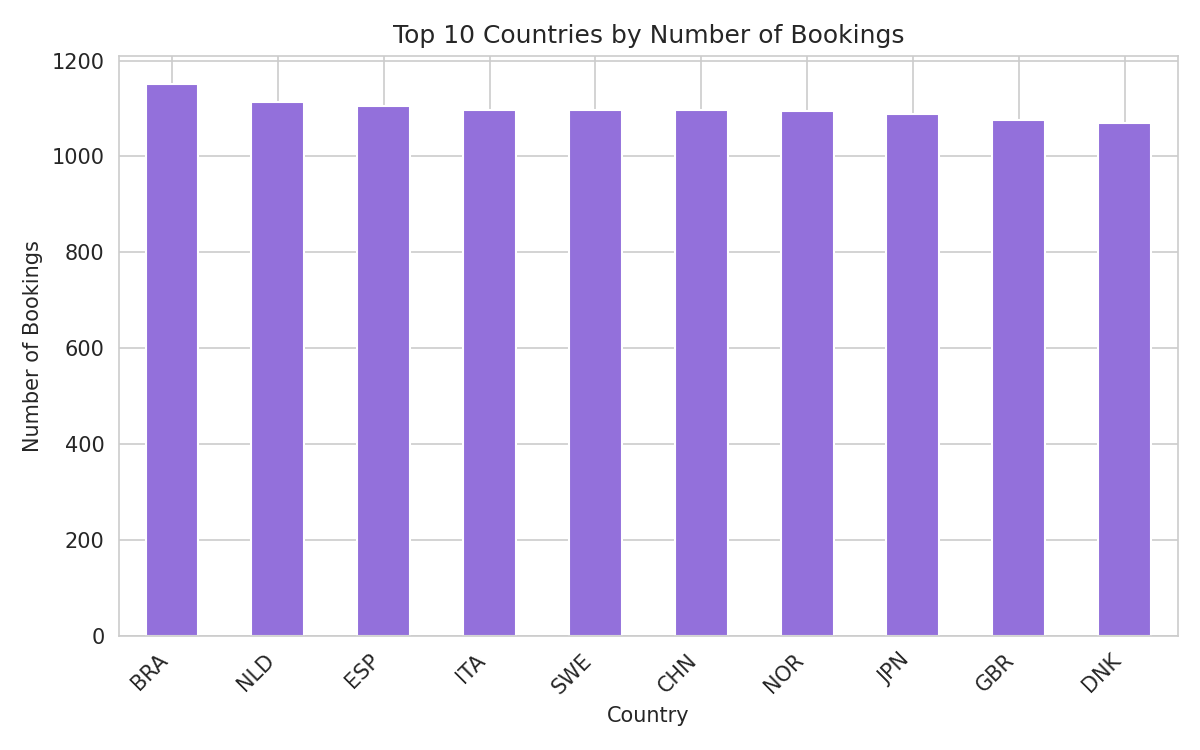 Top 10 Countries by Number of Bookings
1200
1000
800
600
400
200
0
Number of Bookings
BRA
NLD
ESP
ITA
SWE
CHN
NOR
JPN
GBR
DNK
Country